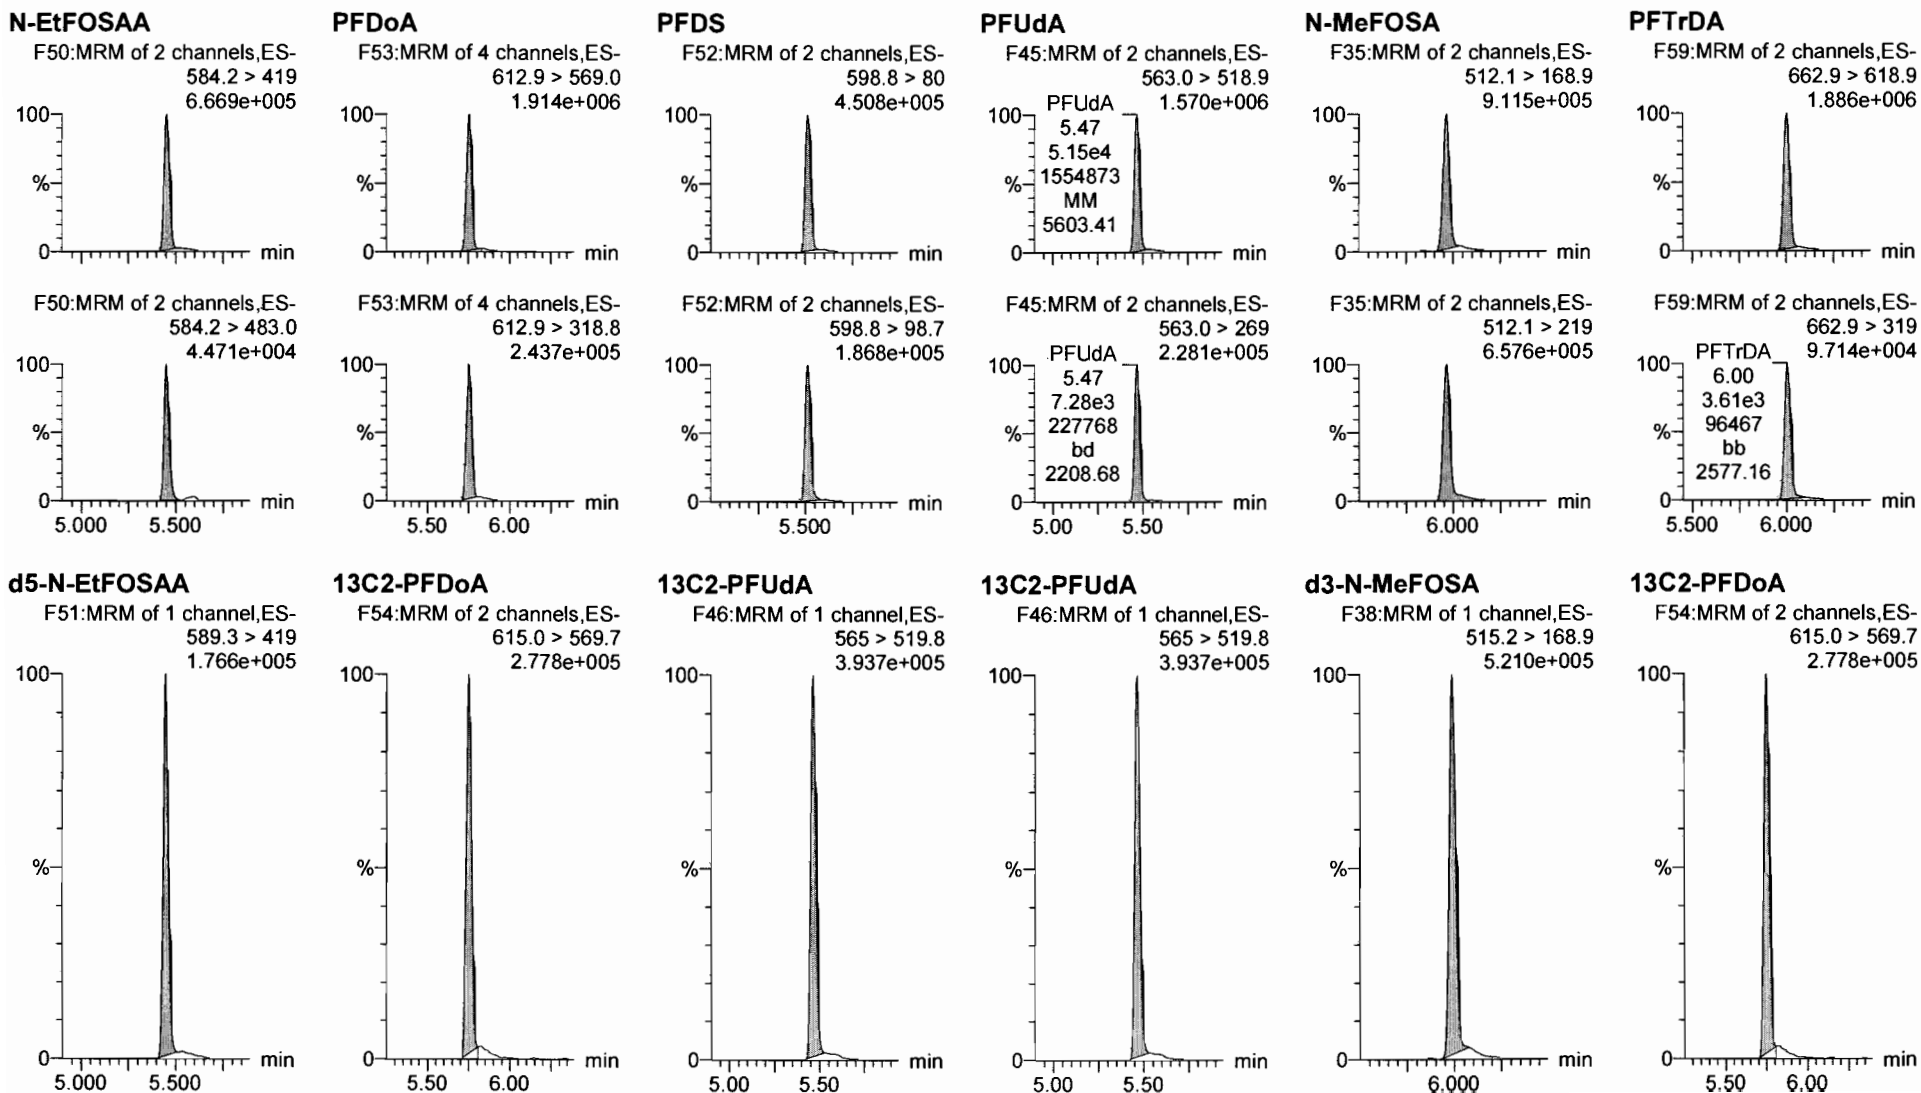 N-EtFOSAA
F50:MRM of 2 channels,ES-
584.2 > 419
6.669e+005
100
%
0
min
F50:MRM of 2 channels,ES-
584.2 > 483.0
4.471e+004
100
%
0
min
5.000 5.500
PFDoA
F53:MRM of 4 channels,ES-
612.9 > 569.0
1.914e+006
100
%
0
min
F53:MRM of 4 channels,ES-
612.9 > 318.8
2.437e+005
100
%
0
min
5.50 6.00
PFDS
F52:MRM of 2 channels,ES-
598.8 > 80
4.508e+005
100
%
0
min
F52:MRM of 2 channels,ES-
598.8 > 98.7
1.868e+005
100
%
0
min
5.500
PFUdA
F45:MRM of 2 channels,ES-
563.0 > 518.9
1.570e+006
PFUdA
5.47
5.15e4
1554873
MM
5603.41
100
%
0
min
F45:MRM of 2 channels,ES-
563.0 > 269
2.281e+005
PFUdA
5.47
7.28e3
227768
bd
2208.68
100
%
0
min
5.00 5.50
N-MeFOSA
F35:MRM of 2 channels,ES-
512.1 > 168.9
9.115e+005
100
%
0
min
F35:MRM of 2 channels,ES-
512.1 > 219
6.576e+005
100
%
0
min
6.000
PFTrDA
F59:MRM of 2 channels,ES-
662.9 > 618.9
1.886e+006
100
%
0
min
F59:MRM of 2 channels,ES-
662.9 > 319
9.714e+004
PFTrDA
6.00
3.61e3
96467
bb
2577.16
100
%
0
min
5.500 6.000
d5-N-EtFOSAA
F51:MRM of 1 channel,ES-
589.3 > 419
1.766e+005
100
%
0
min
5.000 5.500
13C2-PFDoA
F54:MRM of 2 channels,ES-
615.0 > 569.7
2.778e+005
100
%
0
min
5.50 6.00
13C2-PFUdA
F46:MRM of 1 channel,ES-
565 > 519.8
3.937e+005
100
%
0
min
5.00 5.50
13C2-PFUdA
F46:MRM of 1 channel,ES-
565 > 519.8
3.937e+005
100
%
0
min
5.00 5.50
d3-N-MeFOSA
F38:MRM of 1 channel,ES-
515.2 > 168.9
5.210e+005
100
%
0
min
6.000
13C2-PFDoA
F54:MRM of 2 channels,ES-
615.0 > 569.7
2.778e+005
100
%
0
min
5.50 6.00